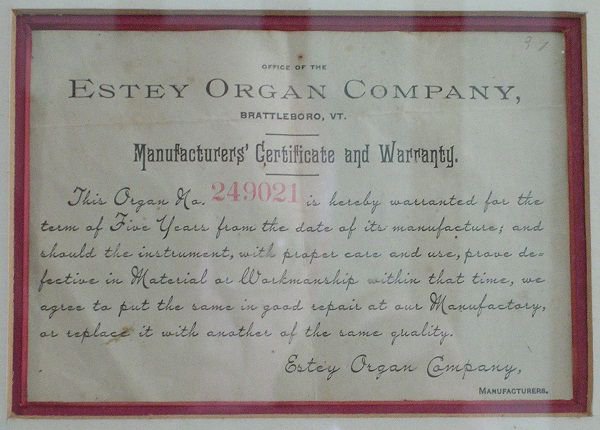 97
OFFICE OF THE
ESTEY ORGAN COMPANY,
BRATTLEBORO, VT.
Manufacturers' Certificate and Warranty.
This Organ No. 249021 is hereby warranted for the
term of Five Years from the date of its manufacture; and
should the instrument, with proper care and use, prove de-
fective in Material or Workmanship within that time, we
agree to put the same in good repair at our Manufactory,
or replace it with another of the same quality.
Estey Organ Company,
MANUFACTURERS.